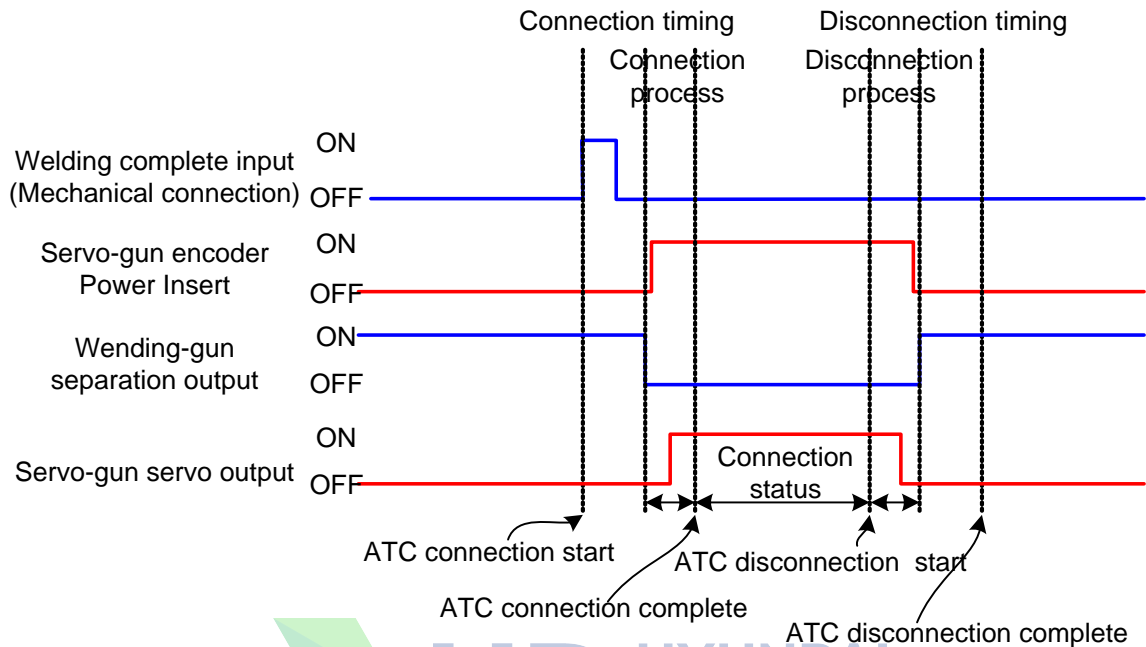 Connection timing
Disconnection timing
Connection
process
Disconnection
process
Welding complete input
(Mechanical connection)
ON
OFF
Servo-gun encoder
Power Insert
ON
OFF
Wending-gun
separation output
ON
OFF
Servo-gun servo output
ON
OFF
Connection
status
ATC connection start
ATC disconnection start
ATC connection complete
ATC disconnection complete